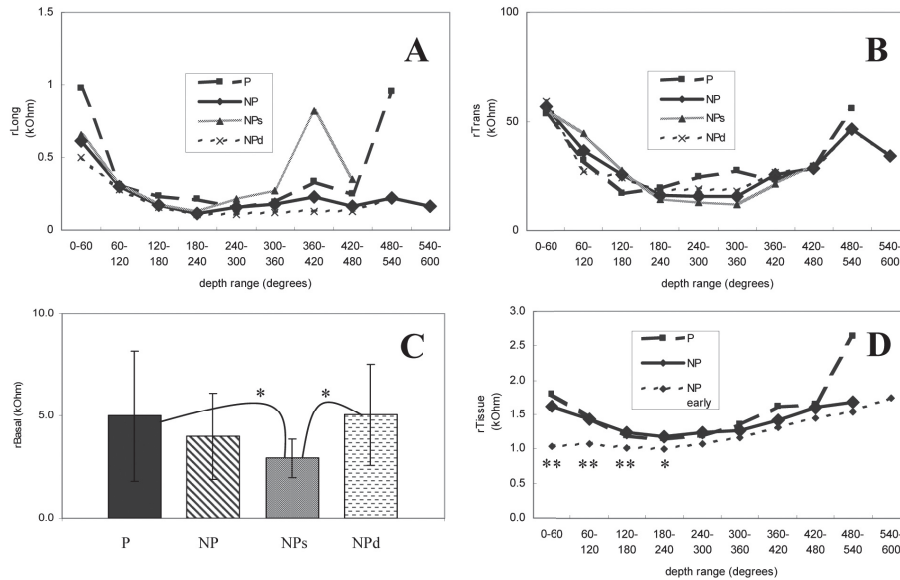 A
1.5
1
0.5
0
rLong
(kOhm)
P
NP
NPs
NPd
0-60 60-120 120-180 180-240 240-300 300-360 360-420 420-480 480-540 540-600
depth range (degrees)
B
100
50
0
rTrans
(kOhm)
P
NP
NPs
NPd
0-60 60-120 120-180 180-240 240-300 300-360 360-420 420-480 480-540 540-600
depth range (degrees)
C
10.0
5.0
0.0
rBasal (kOhm)
* *
P NP NPs NPd
D
3.0
2.5
2.0
1.5
1.0
0.5
0.0
rTissue
(kOhm)
P
NP
NP
early
** ** ** *
0-60 60-120 120-180 180-240 240-300 300-360 360-420 420-480 480-540 540-600
depth range (degrees)